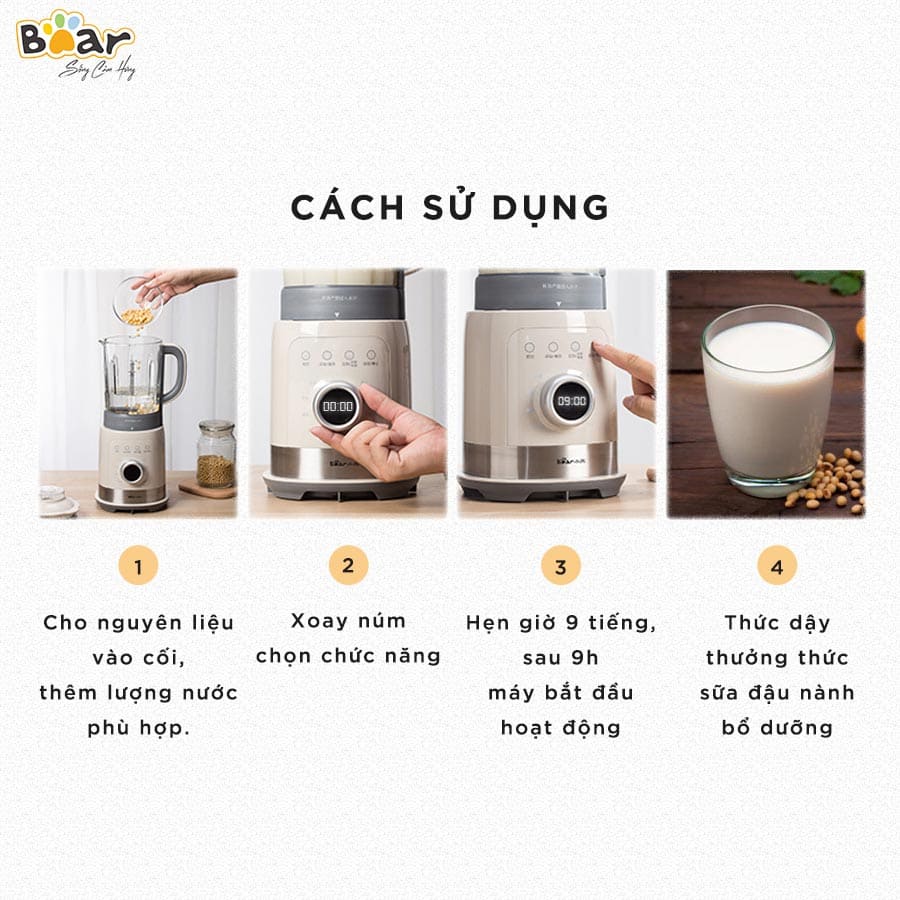 Bear
Sống Cảm Hứng
CÁCH SỬ DỤNG
00:00
09:00
1
Cho nguyên liệu
vào cối,
thêm lượng nước
phù hợp.
2
Xoay núm
chọn chức năng
3
Hẹn giờ 9 tiếng,
sau 9h
máy bắt đầu
hoạt động
4
Thức dậy
thưởng thức
sữa đậu nành
bổ dưỡng